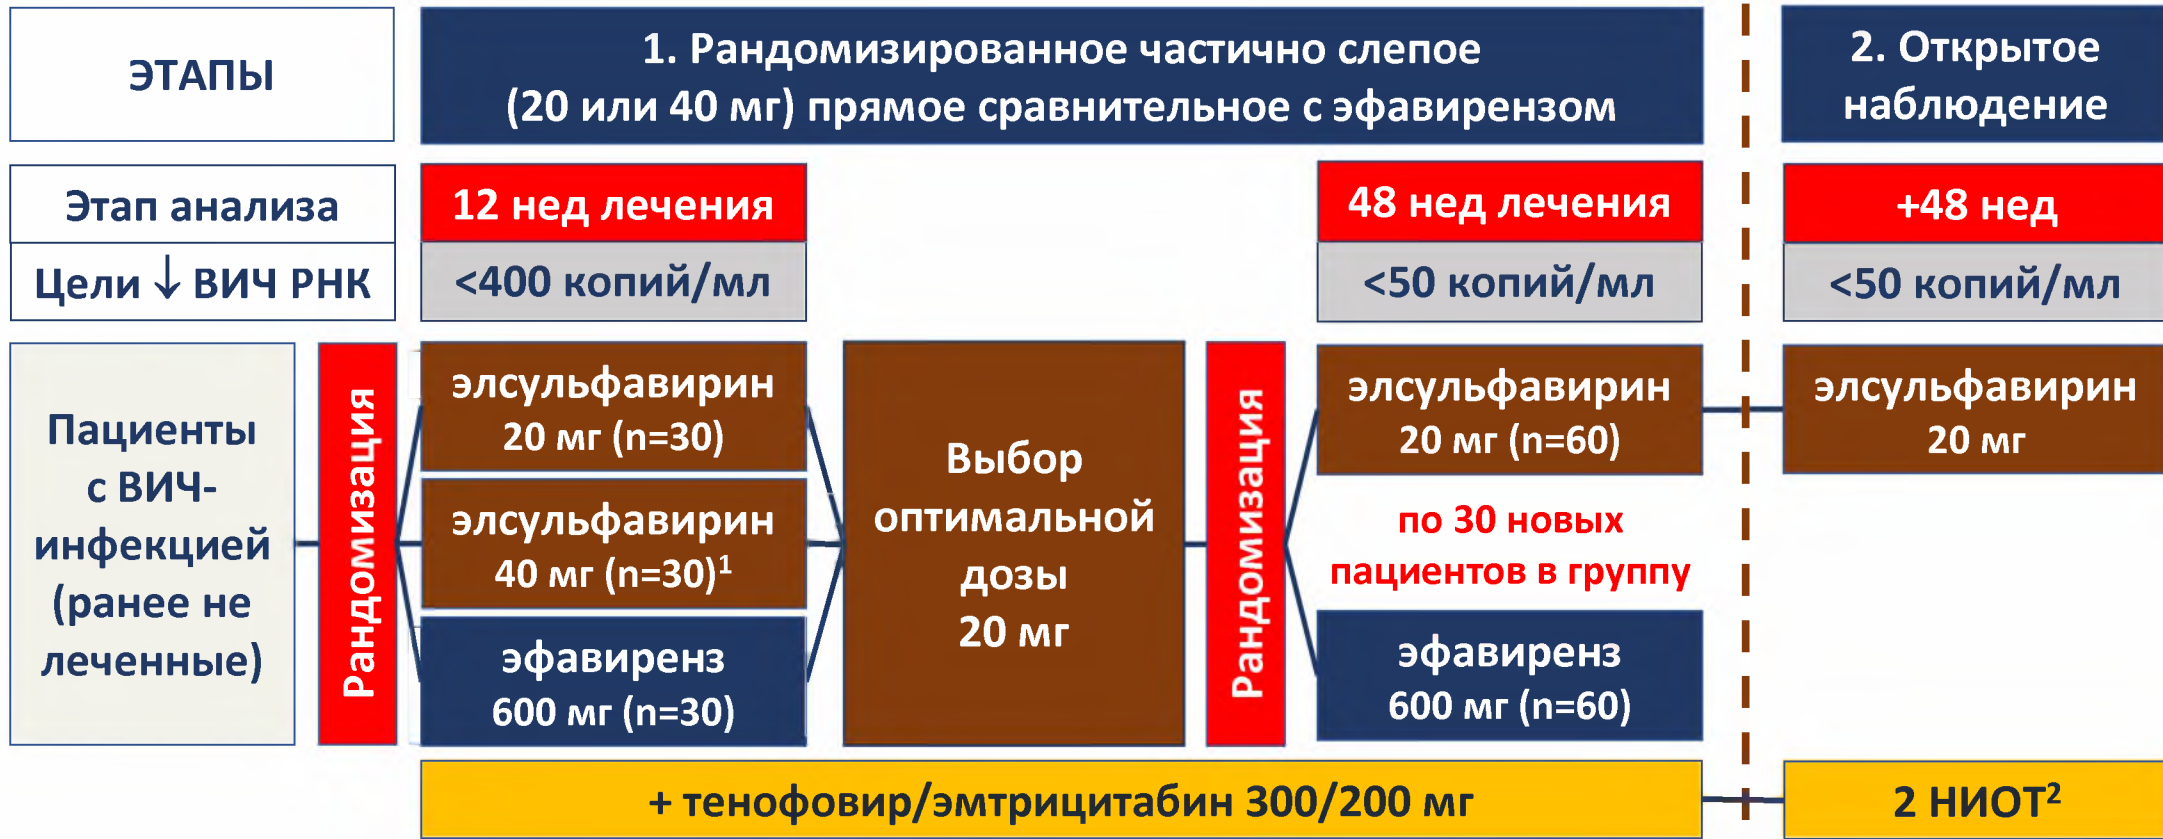 ЭТАПЫ
1. Рандомизированное частично слепое
(20 или 40 мг) прямое сравнительное с эфавирензом
2. Открытое
наблюдение
Этап анализа
12 нед лечения
48 нед лечения
+48 нед
Цели ↓ ВИЧ РНК
<400 копий/мл
<50 копий/мл
<50 копий/мл
Пациенты
с ВИЧ-
инфекцией
(ранее не
леченные)
Рандомизация
элсульфавирин
20 мг (n=30)
элсульфавирин
40 мг (n=30)¹
эфавиренз
600 мг (n=30)
Выбор
оптимальной
дозы
20 мг
Рандомизация
элсульфавирин
20 мг (n=60)
по 30 новых
пациентов в группу
эфавиренз
600 мг (n=60)
элсульфавирин
20 мг
+ тенофовир/эмтрицитабин 300/200 мг
2 НИОТ²